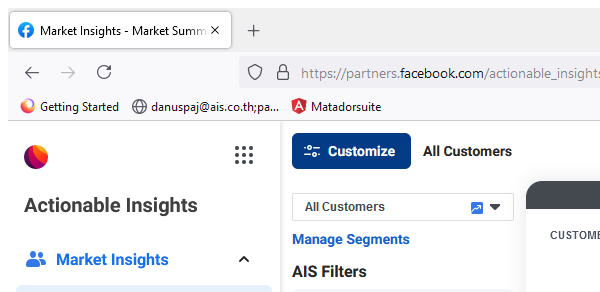 Market Insights - Market Summ
https://partners.facebook.com/actionable_insights
Getting Started
danuspaj@ais.co.th;pa...
Matadorsuite
Customize
All Customers
Actionable Insights
All Customers
CUSTOME
Manage Segments
Market Insights
AIS Filters